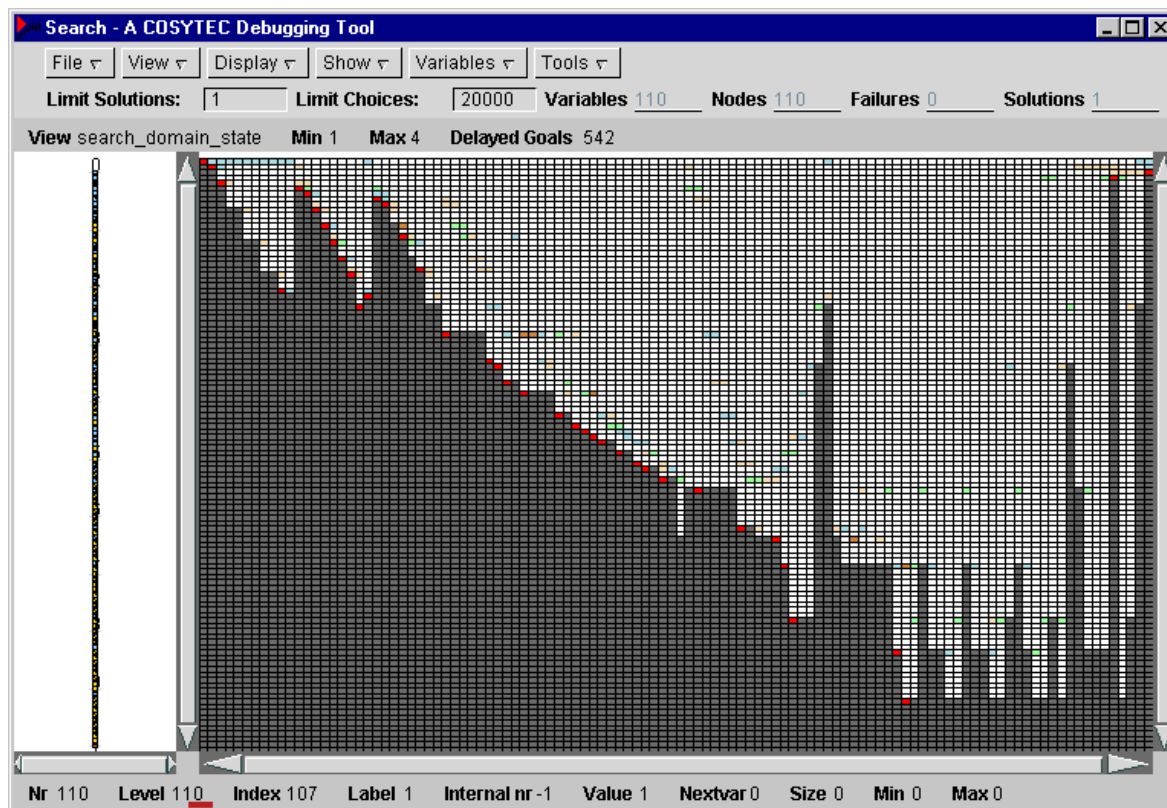 Search - A COSYTEC Debugging Tool
File View Display Show Variables Tools
Limit Solutions: 1 Limit Choices: 20000 Variables 110 Nodes 110 Failures 0 Solutions 1
View search_domain_state Min 1 Max 4 Delayed Goals 542
Nr 110 Level 110 Index 107 Label 1 Internal nr -1 Value 1 Nextvar 0 Size 0 Min 0 Max 0